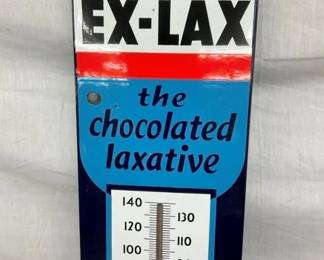 EX-LAX
the
chocolated
laxative
140
130
120
110
100